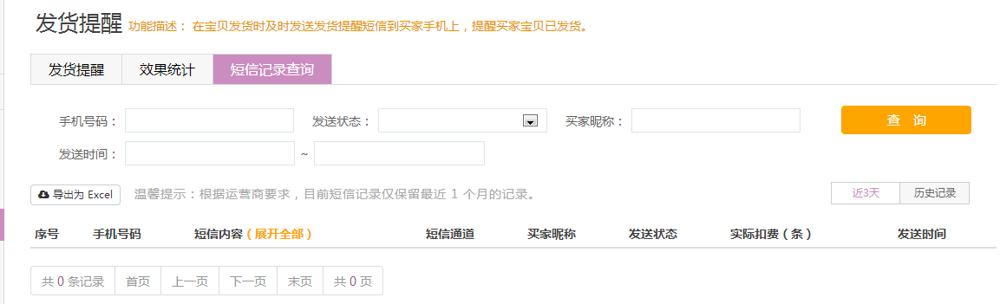 发货提醒 功能描述： 在宝贝发货时及时发送发货提醒短信到买家手机上，提醒买家宝贝已发货。
发货提醒 效果统计 短信记录查询
手机号码： 发送状态： 买家昵称： 查 询
发送时间： ~
导出为 Excel 温馨提示：根据运营商要求，目前短信记录仅保留最近 1 个月的记录。 近3天 历史记录
序号 手机号码 短信内容（展开全部） 短信通道 买家昵称 发送状态 实际扣费（条） 发送时间
共 0 条记录 首页 上一页 下一页 末页 共 0 页